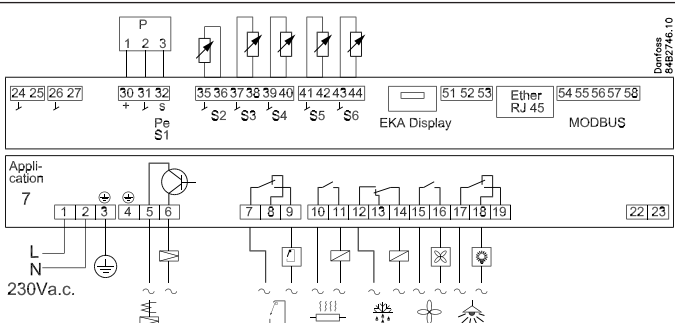 P
1 2 3
Danfoss
84B2746.10
24 25 26 27 30 31 32 35 36 37 38 39 40 41 42 43 44 51 52 53 Ether RJ 45 54 55 56 57 58
+ s S2 S3 S4 S5 S6 EKA Display MODBUS
Pe
S1
Appli-
cation
7
1 2 3 4 5 6 7 8 9 10 11 12 13 14 15 16 17 18 19 22 23
L
N
230Va.c.